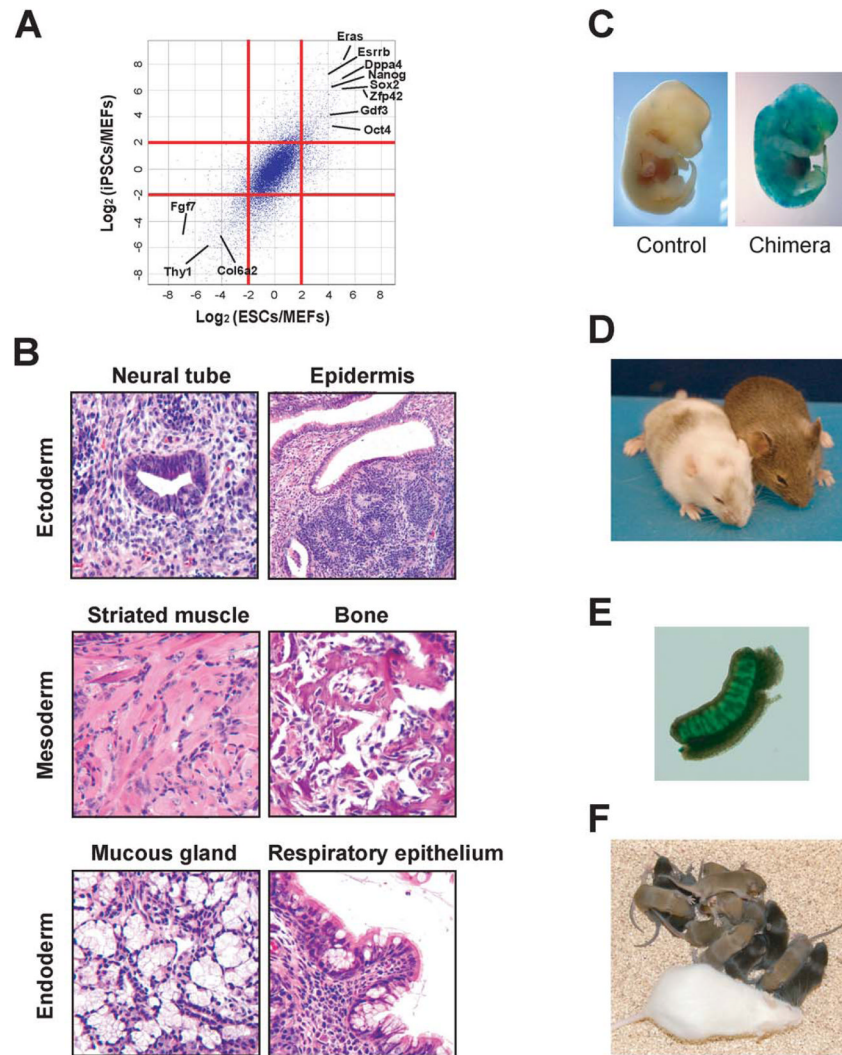 A
Log₂ (iPSCs/MEFs)
8
6
4
2
0
-2
-4
-6
-8
Eras
Esrrb
Dppa4
Nanog
Sox2
Zfp42
Gdf3
Oct4
Fgf7
Thy1
Col6a2
-8 -6 -4 -2 0 2 4 6 8
Log₂ (ESCs/MEFs)
B
Neural tube Epidermis
Ectoderm
Striated muscle Bone
Mesoderm
Mucous gland Respiratory epithelium
Endoderm
C
Control Chimera
D
E
F